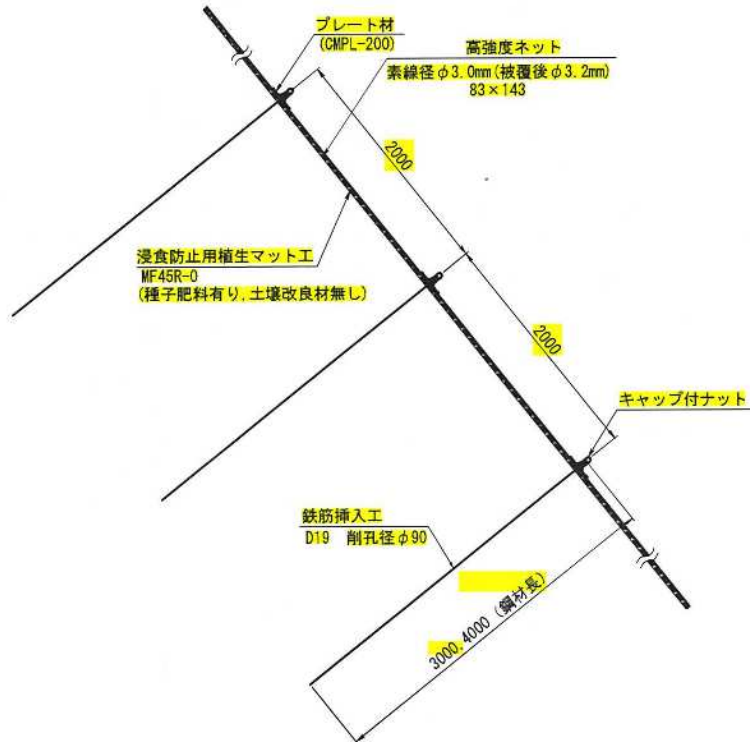 プレート材
(CMPL-200)
高強度ネット
素線径φ3.0mm(被覆後φ3.2mm)
83×143
2000
浸食防止用植生マット工
MF45R-0
(種子肥料有り,土壌改良材無し)
2000
キャップ付ナット
鉄筋挿入工
D19 削孔径φ90
3000,4000(鋼材長)